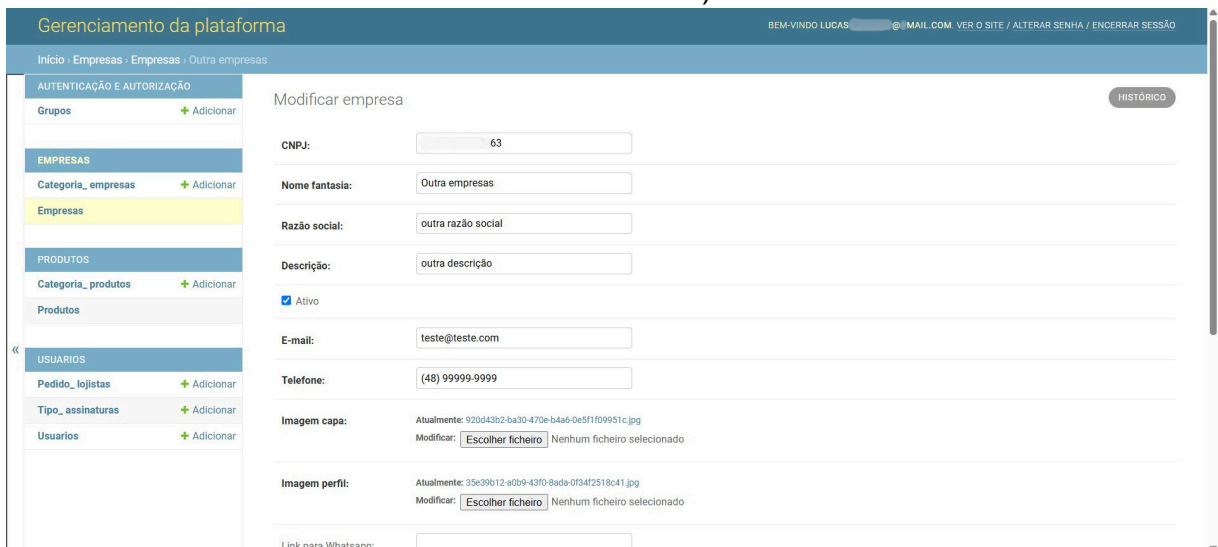 Gerenciamento da plataforma
BEM-VINDO LUCAS @ MAIL.COM. VER O SITE / ALTERAR SENHA / ENCERRAR SESSÃO
Início › Empresas › Empresas › Outra empresas
AUTENTICAÇÃO E AUTORIZAÇÃO
Grupos + Adicionar
EMPRESAS
Categoria_ empresas + Adicionar
Empresas
PRODUTOS
Categoria_ produtos + Adicionar
Produtos
«
USUARIOS
Pedido_ lojistas + Adicionar
Tipo_ assinaturas + Adicionar
Usuarios + Adicionar
Modificar empresa
HISTÓRICO
CNPJ: 63
Nome fantasia: Outra empresas
Razão social: outra razão social
Descrição: outra descrição
Ativo
E-mail: teste@teste.com
Telefone: (48) 99999-9999
Imagem capa: Atualmente: 920d43b2-ba30-470e-b4a6-0e5f1f09951c.jpg
Modificar: Escolher ficheiro Nenhum ficheiro selecionado
Imagem perfil: Atualmente: 35e39b12-a0b9-43f0-8ada-0f34f2518c41.jpg
Modificar: Escolher ficheiro Nenhum ficheiro selecionado
Link para Whatsapp: